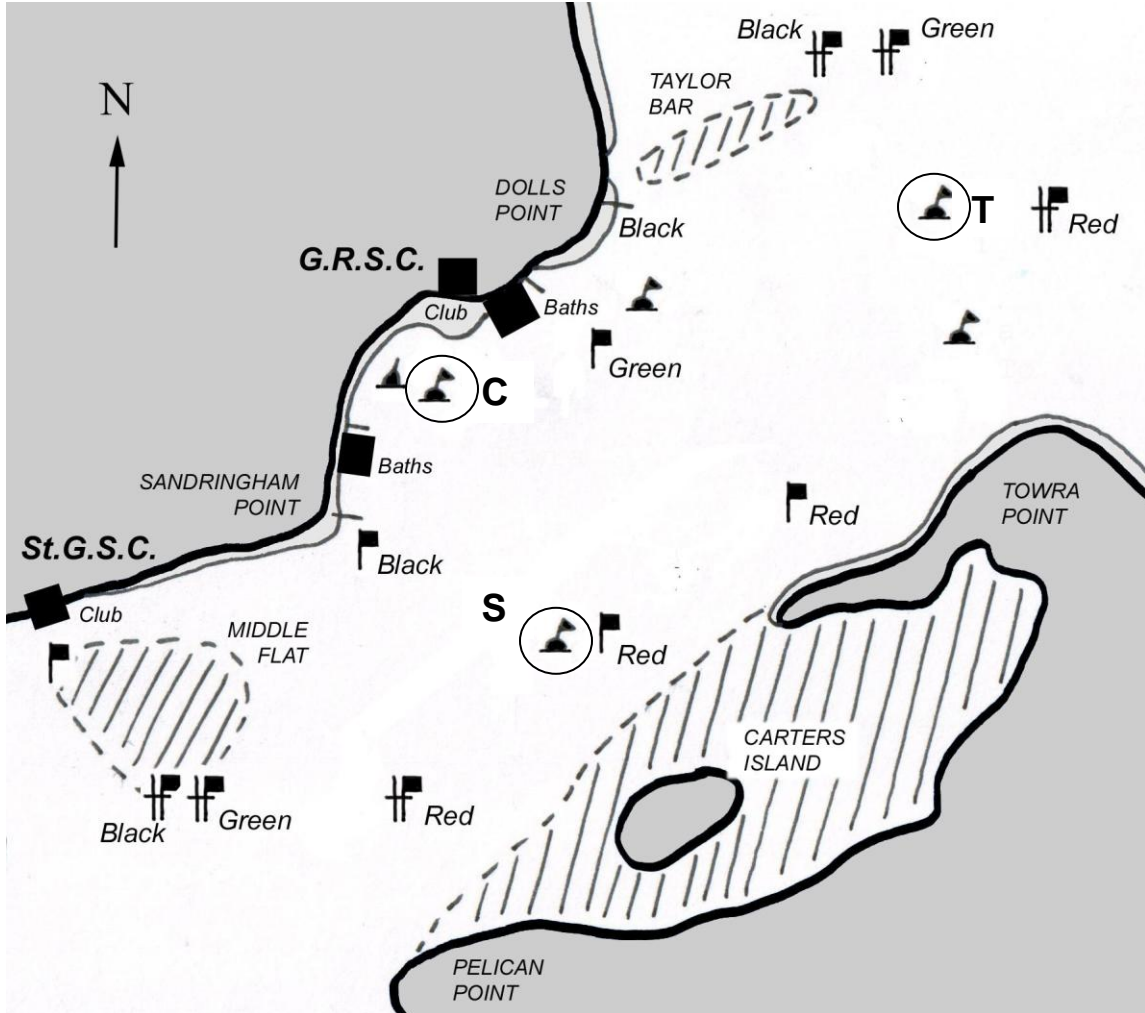 Black
Green
TAYLOR
BAR
N
T
Red
DOLLS
POINT
Black
G.R.S.C.
Club
Baths
Green
C
Baths
SANDRINGHAM
POINT
Red
TOWRA
POINT
St.G.S.C.
Club
Black
S
Red
MIDDLE
FLAT
CARTERS
ISLAND
Black
Green
Red
PELICAN
POINT